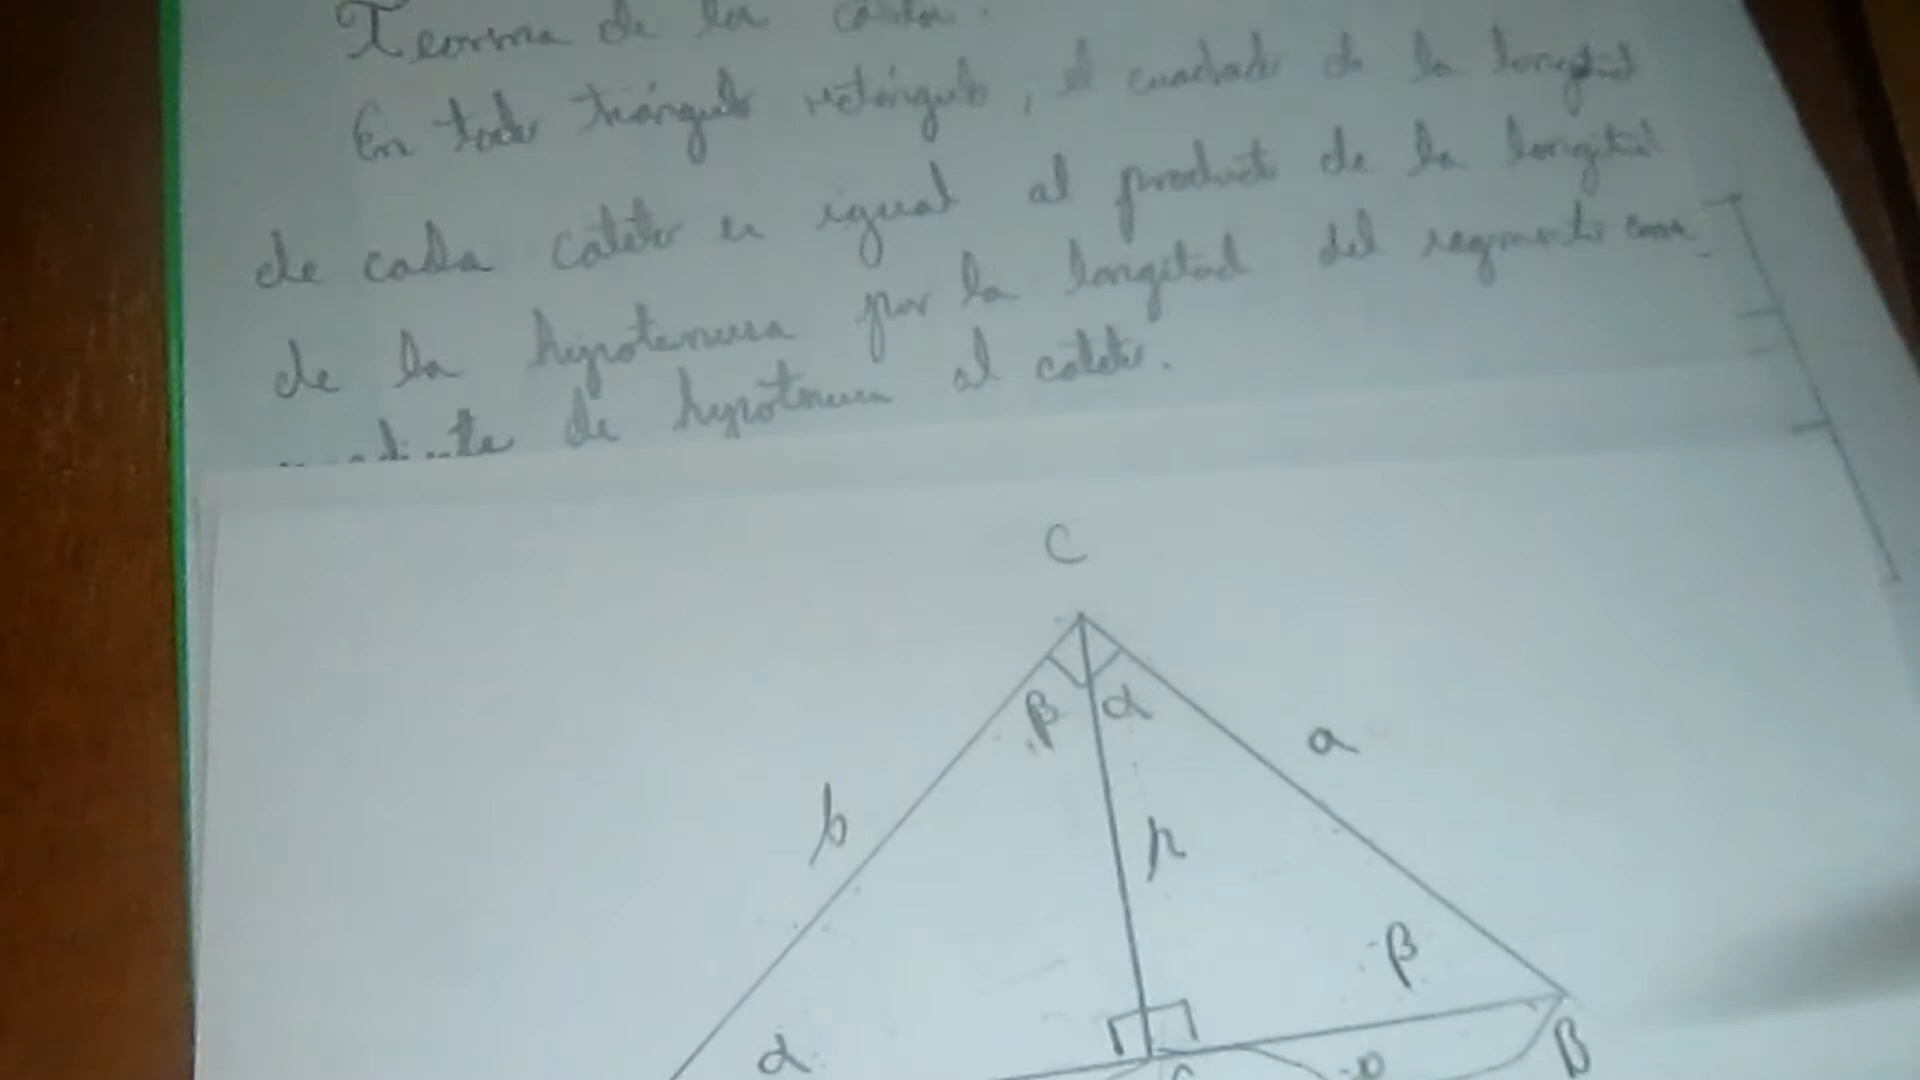 Teorema de los catetos.
En todo triángulo rectángulo, el cuadrado de la longitud
de cada cateto es igual al producto de la longitud
de la hipotenusa por la longitud del segmento
de hipotenusa al cateto.
C
β α
a
b
h
β
α
B